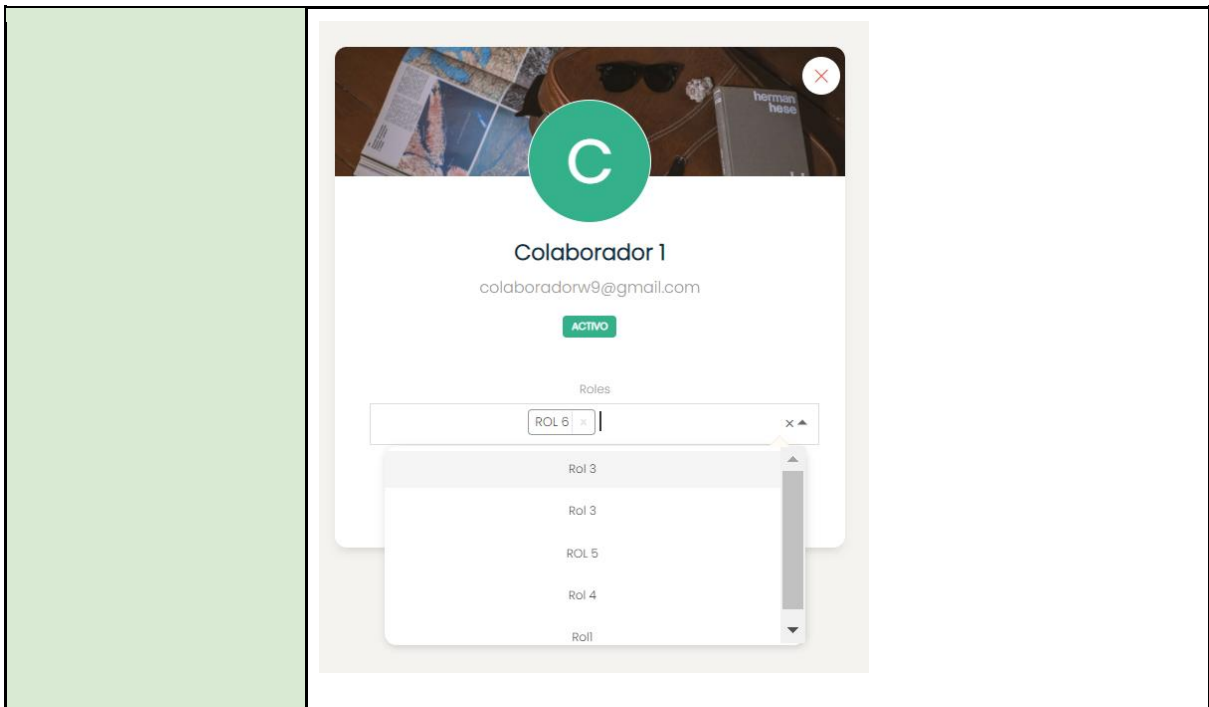 herman
hese
C
Colaborador 1
colaboradorw9@gmail.com
ACTIVO
Roles
ROL 6 x
Rol 3
Rol 3
ROL 5
Rol 4
Rol1